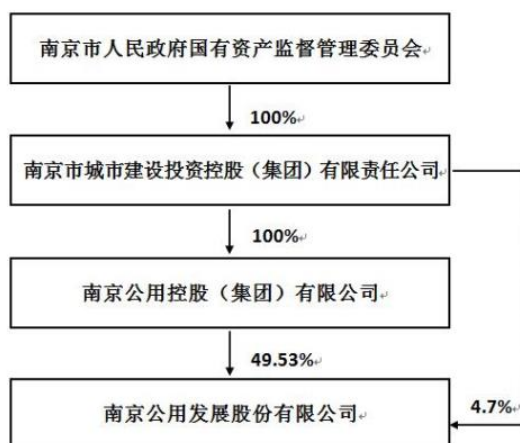 南京市人民政府国有资产监督管理委员会
100%
南京市城市建设投资控股（集团）有限责任公司
100%
南京公用控股（集团）有限公司
49.53%
南京公用发展股份有限公司
4.7%